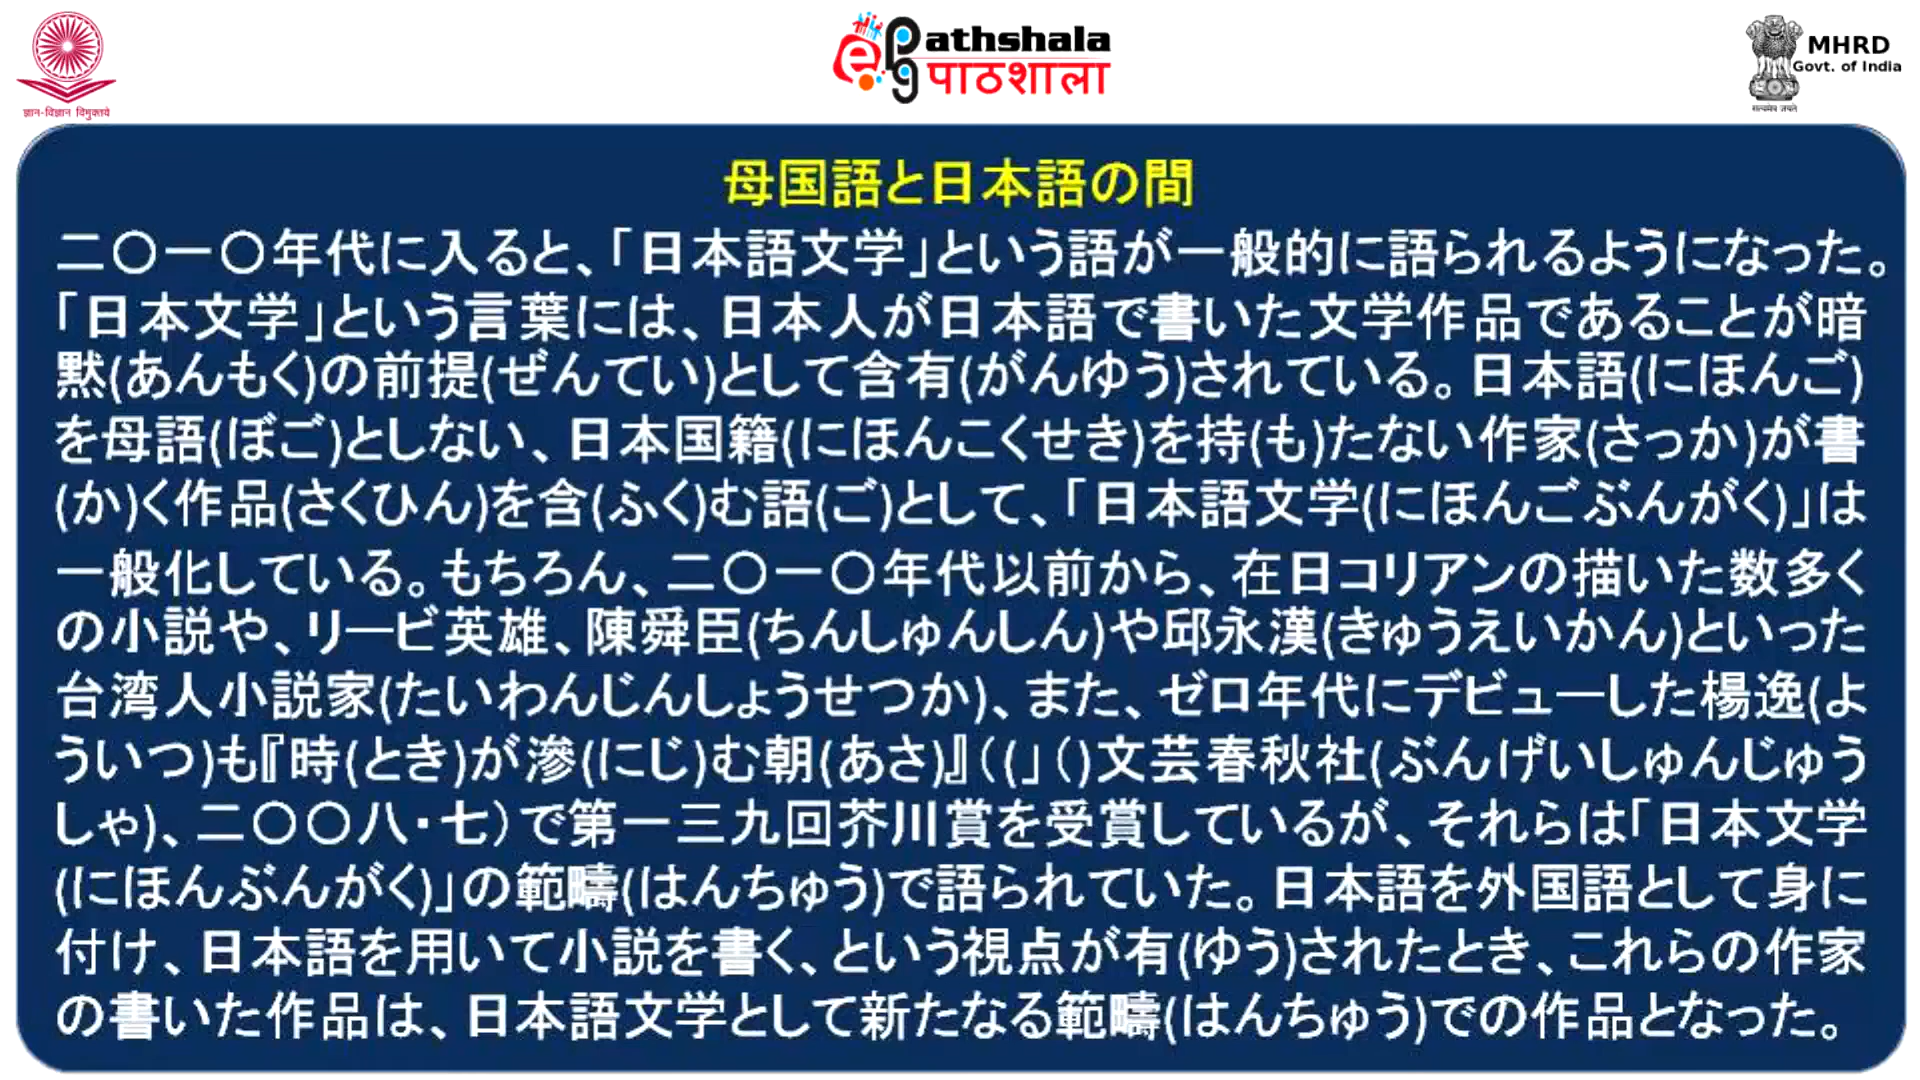 ज्ञान-विज्ञान विमुक्तये
ePG Pathshala
पाठशाला
MHRD
Govt. of India
सत्यमेव जयते
母国語と日本語の間
二〇一〇年代に入ると、「日本語文学」という語が一般的に語られるようになった。
「日本文学」という言葉には、日本人が日本語で書いた文学作品であることが暗
黙(あんもく)の前提(ぜんてい)として含有(がんゆう)されている。日本語(にほんご)
を母語(ぼご)としない、日本国籍(にほんこくせき)を持(も)たない作家(さっか)が書
(か)く作品(さくひん)を含(ふく)む語(ご)として、「日本語文学(にほんごぶんがく)」は
一般化している。もちろん、二〇一〇年代以前から、在日コリアンの描いた数多く
の小説や、リービ英雄、陳舜臣(ちんしゅんしん)や邱永漢(きゅうえいかん)といった
台湾人小説家(たいわんじんしょうせつか)、また、ゼロ年代にデビューした楊逸(よ
ういつ)も『時(とき)が滲(にじ)む朝(あさ)』（(」（)文芸春秋社(ぶんげいしゅんじゅう
しゃ)、二〇〇八・七）で第一三九回芥川賞を受賞しているが、それらは「日本文学
(にほんぶんがく)」の範疇(はんちゅう)で語られていた。日本語を外国語として身に
付け、日本語を用いて小説を書く、という視点が有(ゆう)されたとき、これらの作家
の書いた作品は、日本語文学として新たなる範疇(はんちゅう)での作品となった。